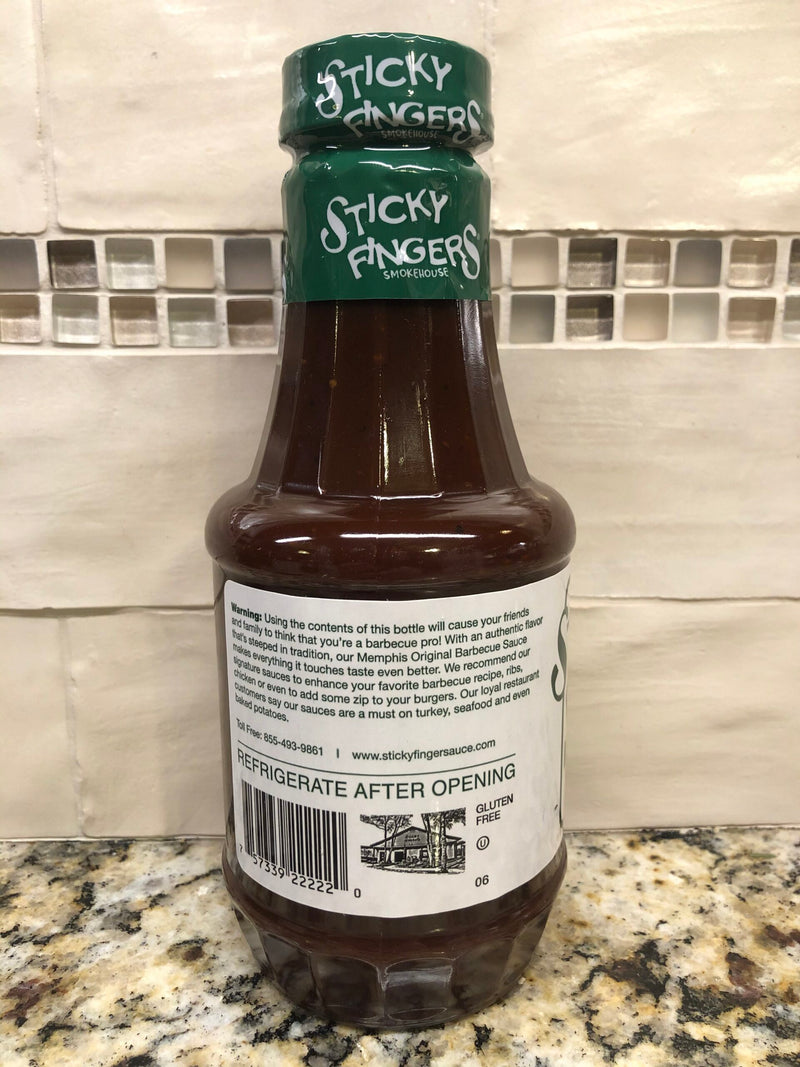 STICKY
FINGERS
SMOKEHOUSE
STICKY
FINGERS
SMOKEHOUSE
Warning: Using the contents of this bottle will cause your friends
and family to think that you're a barbecue pro! With an authentic flavor
that's steeped in tradition, our Memphis Original Barbecue Sauce
makes everything it touches taste even better. We recommend our
signature sauces to enhance your favorite barbecue recipe, ribs,
chicken or even to add some zip to your burgers. Our loyal restaurant
customers say our sauces are a must on turkey, seafood and even
baked potatoes.
Toll Free: 855-493-9861 | www.stickyfingersauce.com
REFRIGERATE AFTER OPENING
GLUTEN
FREE
U
7 57339 22222 0
06